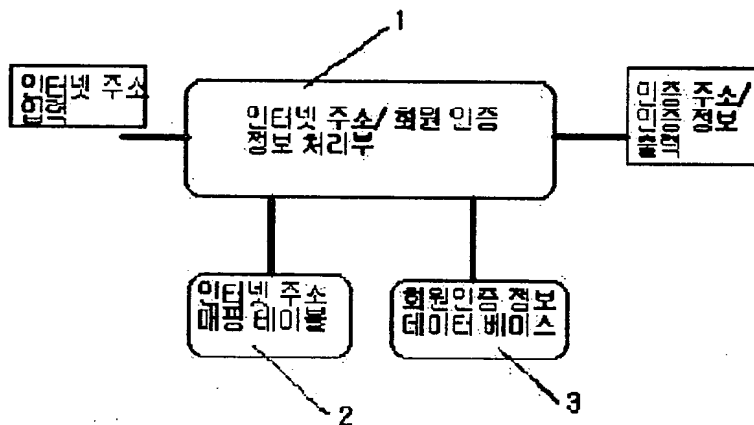 1
인터넷 주소
입력
인터넷 주소/ 회원 인증
정보 처리부
인증 주소/
인증 정보
출력
인터넷 주소
매핑 테이블
회원인증 정보
데이터 베이스
2
3